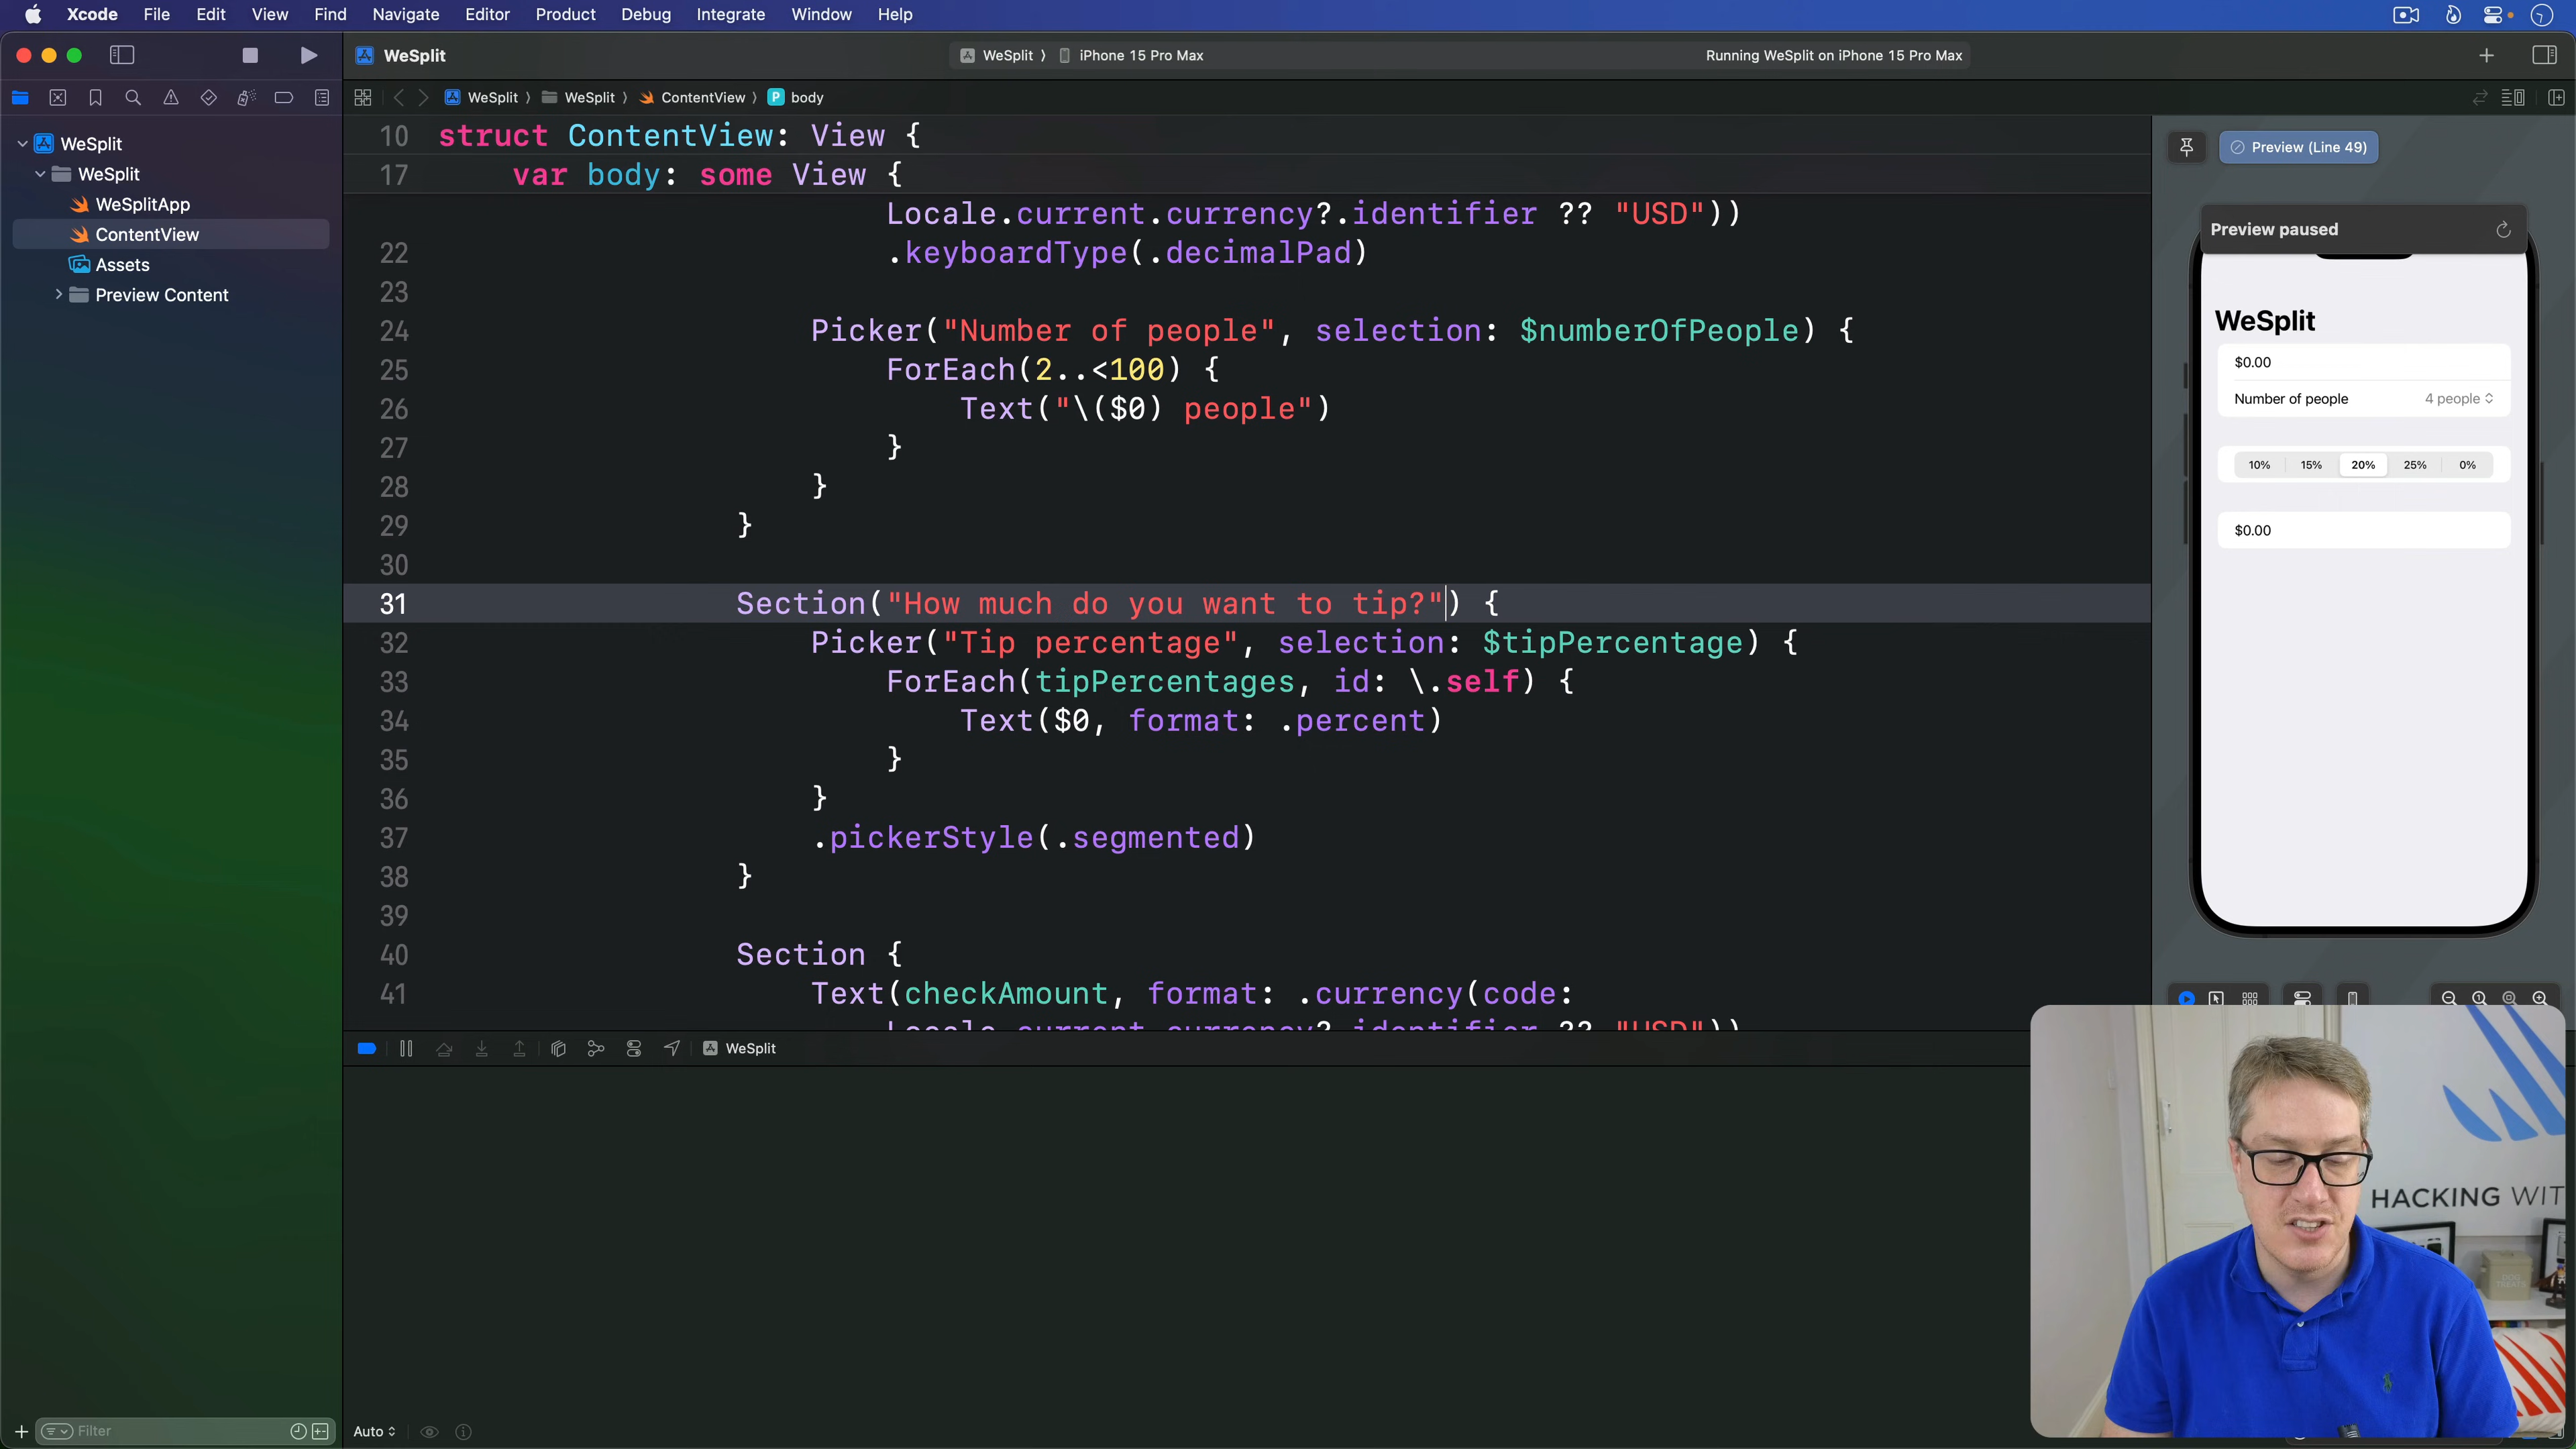 Xcode File Edit View Find Navigate Editor Product Debug Integrate Window Help
WeSplit
WeSplit ⟩ iPhone 15 Pro Max
Running WeSplit on iPhone 15 Pro Max
WeSplit ⟩ WeSplit ⟩ ContentView ⟩ P body
WeSplit
WeSplit
WeSplitApp
ContentView
Assets
Preview Content
10 struct ContentView: View {
17 var body: some View {
Locale.current.currency?.identifier ?? "USD"))
22 .keyboardType(.decimalPad)
23
24 Picker("Number of people", selection: $numberOfPeople) {
25 ForEach(2..<100) {
26 Text("\($0) people")
27 }
28 }
29 }
30
31 Section("How much do you want to tip?") {
32 Picker("Tip percentage", selection: $tipPercentage) {
33 ForEach(tipPercentages, id: \.self) {
34 Text($0, format: .percent)
35 }
36 }
37 .pickerStyle(.segmented)
38 }
39
40 Section {
41 Text(checkAmount, format: .currency(code:
Locale.current.currency?.identifier ?? "USD"))
Preview (Line 49)
Preview paused
WeSplit
$0.00
Number of people 4 people
10% 15% 20% 25% 0%
$0.00
WeSplit
HACKING WIT
Filter
Auto